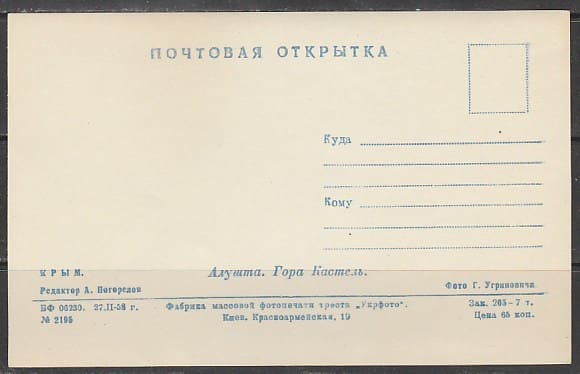 ПОЧТОВАЯ ОТКРЫТКА
Куда
Кому
КРЫМ.
Алушта. Гора Кастель.
Редактор А. Погорелов
Фото Г. Угриновича
БФ 06230. 27.II-58 г.
Фабрика массовой фотопечати треста „Укрфото".
Зак. 265-7 т.
№ 2195
Киев, Красноармейская, 19
Цена 65 коп.